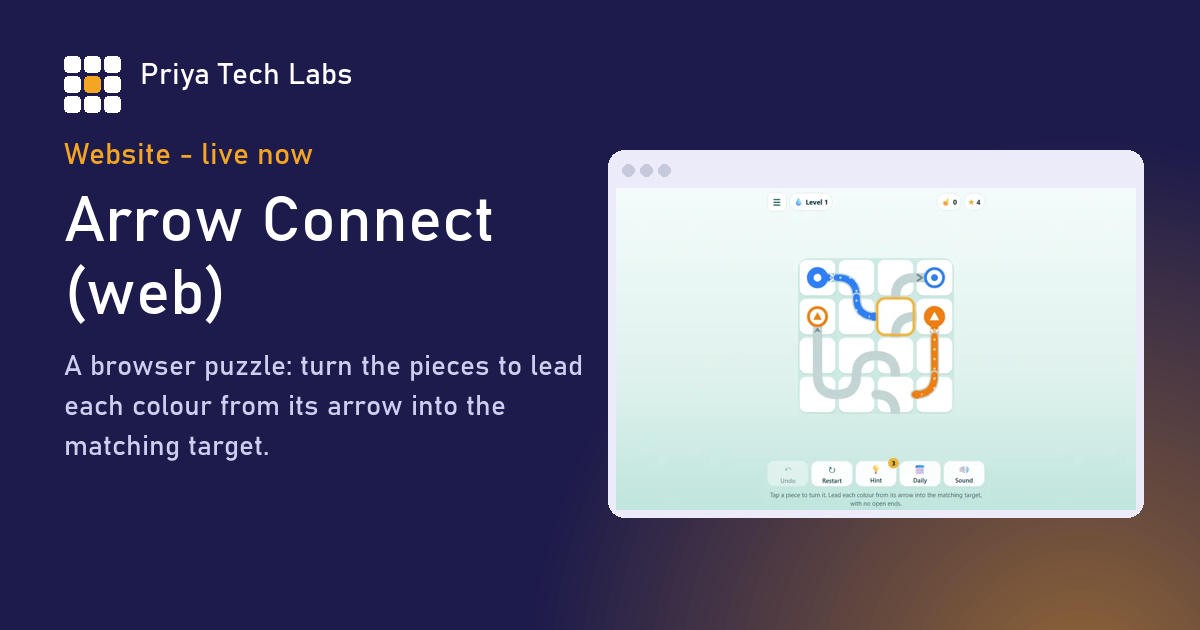 Priya Tech Labs
Website - live now
Arrow Connect
(web)
A browser puzzle: turn the pieces to lead
each colour from its arrow into the
matching target.
Level 1
0
4
3
Undo
Restart
Hint
Daily
Sound
Tap a piece to turn it. Lead each colour from its arrow into the matching target,
with no open ends.